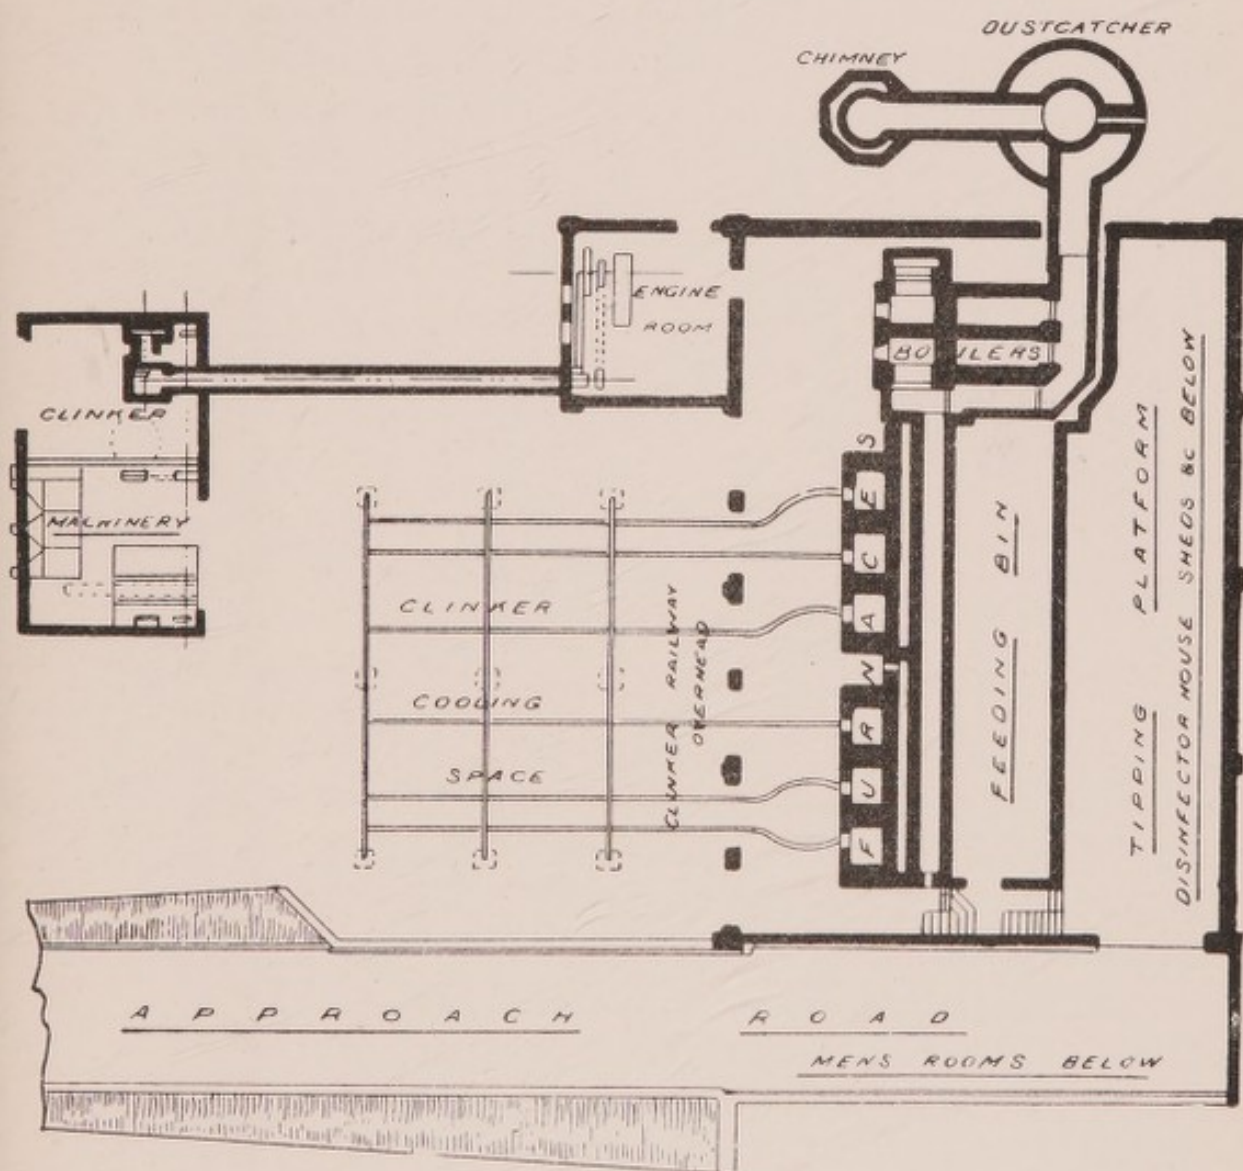 DUSTCATCHER
CHIMNEY
ENGINE
ROOM
BOILERS
CLINKER
MACHINERY
CLINKER
COOLING
SPACE
CLINKER RAILWAY
OVERHEAD
FURNACES
FEEDING BIN
TIPPING PLATFORM
DISINFECTOR HOUSE SHEDS &C BELOW
APPROACH ROAD
MENS ROOMS BELOW